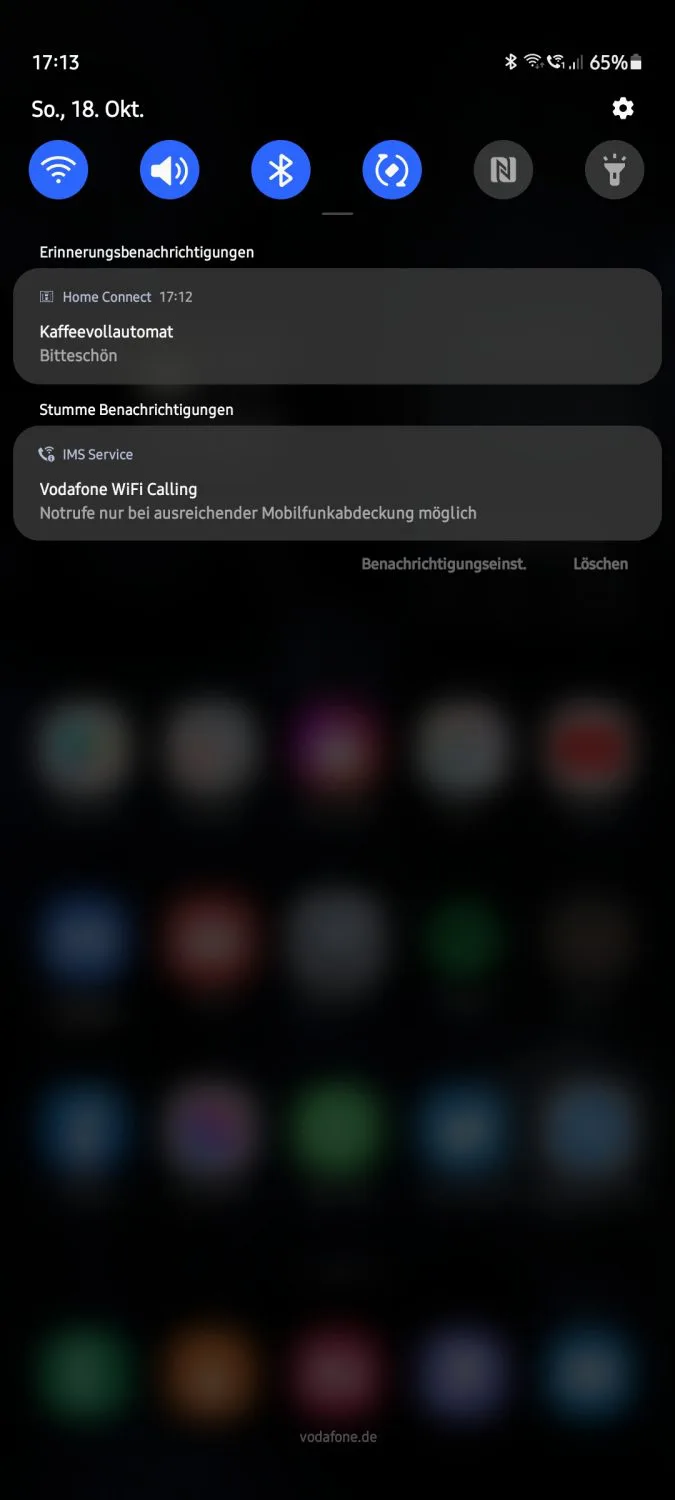 17:13
65%
So., 18. Okt.
Erinnerungsbenachrichtigungen
Home Connect 17:12
Kaffeevollautomat
Bitteschön
Stumme Benachrichtigungen
IMS Service
Vodafone WiFi Calling
Notrufe nur bei ausreichender Mobilfunkabdeckung möglich
Benachrichtigungseinst. Löschen
vodafone.de